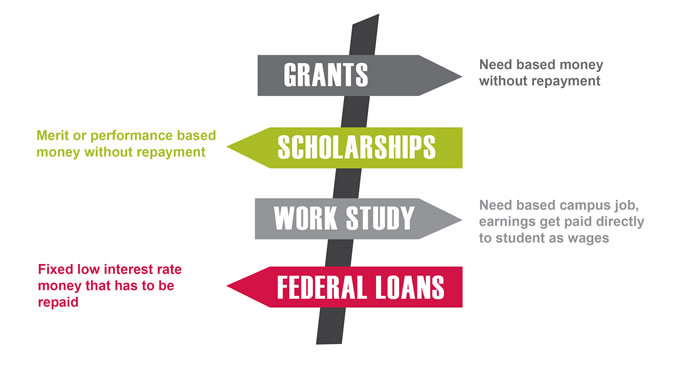 GRANTS
Need based money
without repayment
Merit or performance based
money without repayment
SCHOLARSHIPS
WORK STUDY
Need based campus job,
earnings get paid directly
to student as wages
Fixed low interest rate
money that has to be
repaid
FEDERAL LOANS